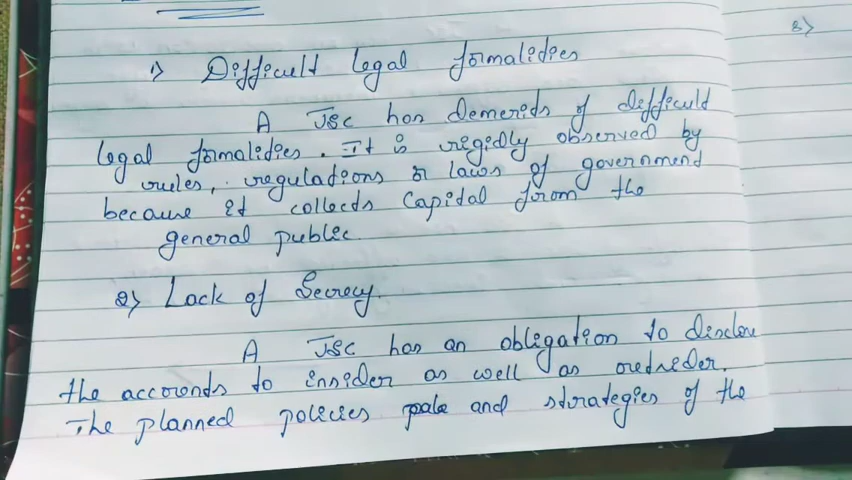 3>
1> Difficult legal formalities
A JSC has demerits of difficult
legal formalities. It is rigidly observed by
rules, regulations or laws of government
because it collects Capital from the
general public
2> Lack of Secrecy.
A JSC has an obligation to disclose
the accounts to insider as well as outsider.
The planned policies and strategies of the